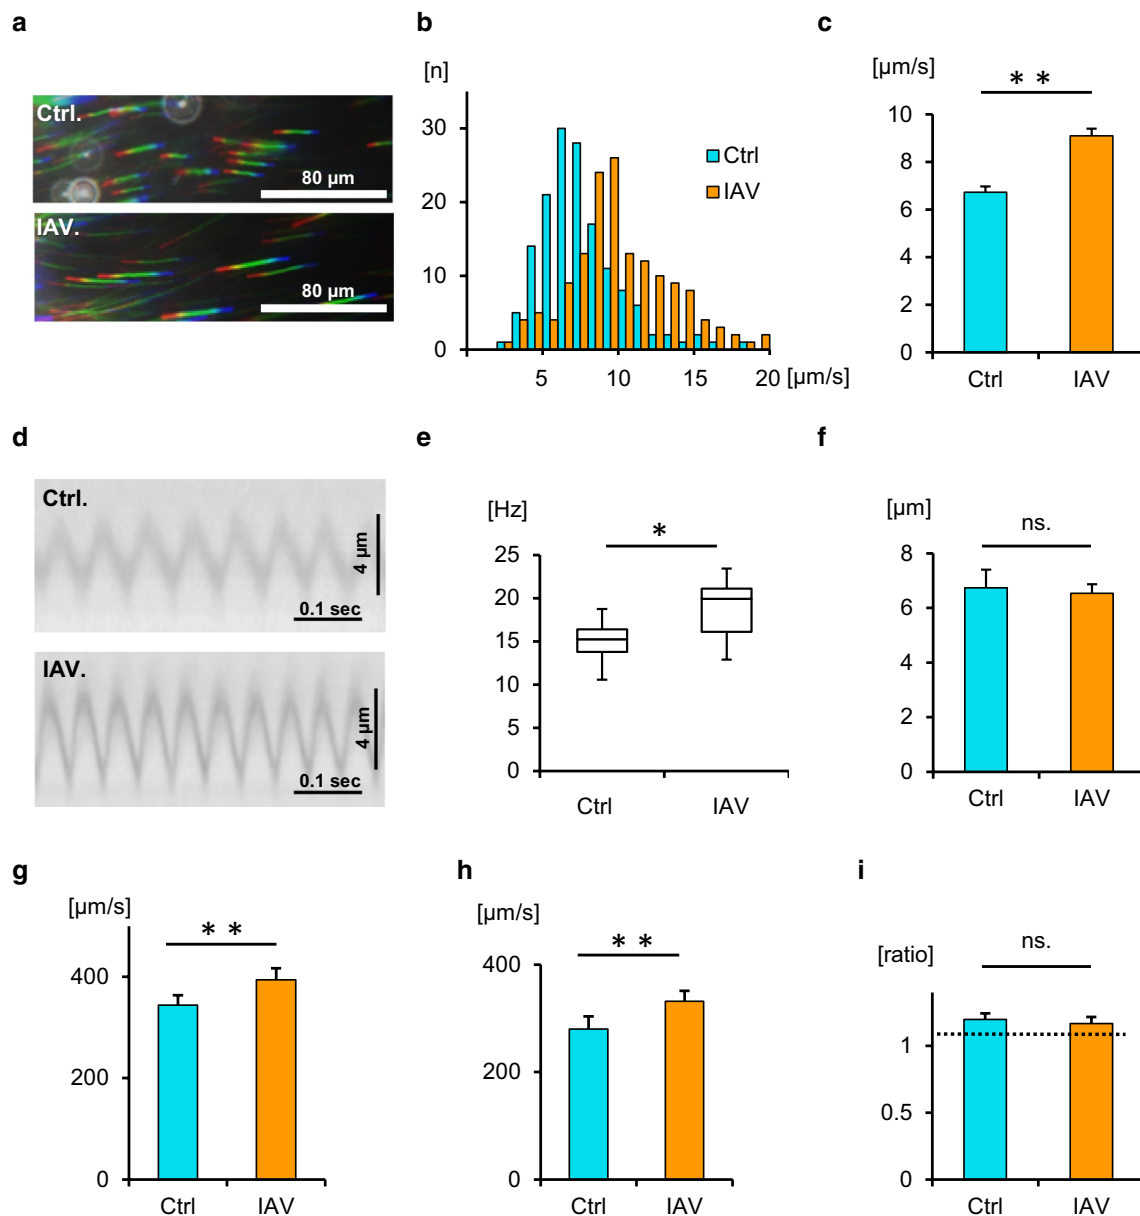 a
Ctrl.
80 µm
IAV.
80 µm
b
[n]
30
20
10
0
5
10
15
20 [µm/s]
Ctrl
IAV
c
[µm/s]
* *
10
8
6
4
2
0
Ctrl
IAV
d
Ctrl.
4 µm
0.1 sec
IAV.
4 µm
0.1 sec
e
[Hz]
*
25
20
15
10
5
0
Ctrl
IAV
f
[µm]
ns.
8
6
4
2
0
Ctrl
IAV
g
[µm/s]
* *
400
200
0
Ctrl
IAV
h
[µm/s]
* *
400
200
0
Ctrl
IAV
i
[ratio]
ns.
1
0.5
0
Ctrl
IAV